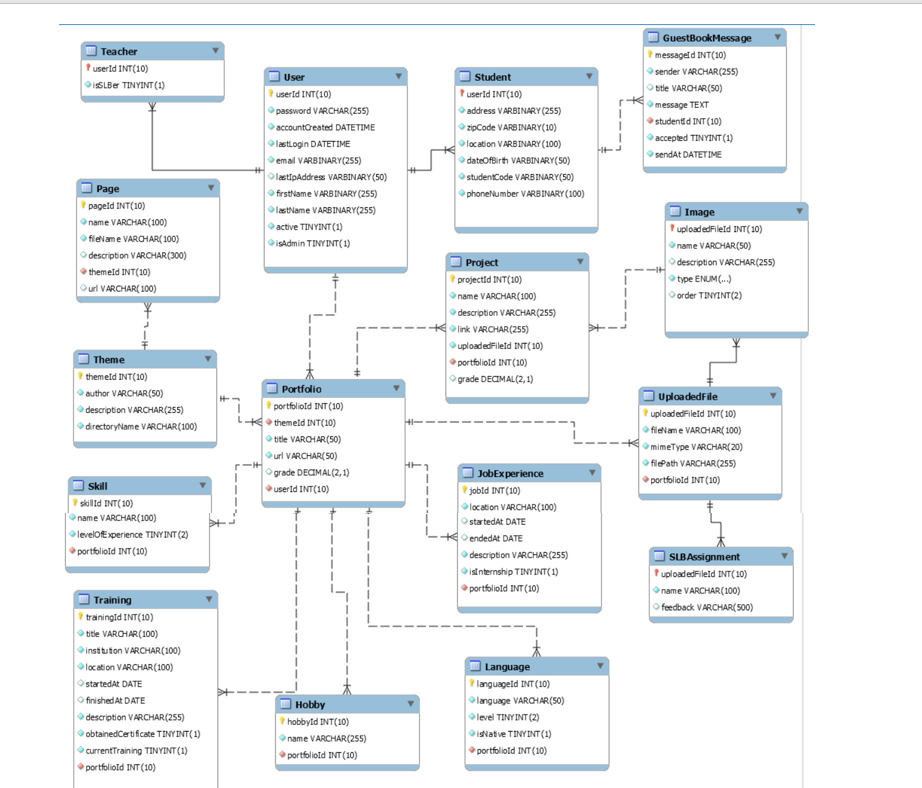 Teacher
userId INT(10)
isSLBer TINYINT(1)
User
userId INT(10)
password VARCHAR(255)
accountCreated DATETIME
lastLogin DATETIME
email VARBINARY(255)
lastIpAddress VARBINARY(50)
firstName VARBINARY(255)
lastName VARBINARY(255)
active TINYINT(1)
isAdmin TINYINT(1)
Student
userId INT(10)
address VARBINARY(255)
zipCode VARBINARY(10)
location VARBINARY(100)
dateOfBirth VARBINARY(50)
studentCode VARBINARY(50)
phoneNumber VARBINARY(100)
GuestBookMessage
messageId INT(10)
sender VARCHAR(255)
title VARCHAR(50)
message TEXT
studentId INT(10)
accepted TINYINT(1)
sendAt DATETIME
Page
pageId INT(10)
name VARCHAR(100)
fileName VARCHAR(100)
description VARCHAR(300)
themeId INT(10)
url VARCHAR(100)
Image
uploadedFileId INT(10)
name VARCHAR(50)
description VARCHAR(255)
type ENUM(...)
order TINYINT(2)
Project
projectId INT(10)
name VARCHAR(100)
description VARCHAR(255)
link VARCHAR(255)
uploadedFileId INT(10)
portfolioId INT(10)
grade DECIMAL(2,1)
Theme
themeId INT(10)
author VARCHAR(50)
description VARCHAR(255)
directoryName VARCHAR(100)
Portfolio
portfolioId INT(10)
themeId INT(10)
title VARCHAR(50)
url VARCHAR(50)
grade DECIMAL(2,1)
userId INT(10)
UploadedFile
uploadedFileId INT(10)
fileName VARCHAR(100)
mimeType VARCHAR(20)
filePath VARCHAR(255)
portfolioId INT(10)
Skill
skillId INT(10)
name VARCHAR(100)
levelOfExperience TINYINT(2)
portfolioId INT(10)
JobExperience
jobId INT(10)
location VARCHAR(100)
startedAt DATE
endedAt DATE
description VARCHAR(255)
isInternship TINYINT(1)
portfolioId INT(10)
SLBAssignment
uploadedFileId INT(10)
name VARCHAR(100)
feedback VARCHAR(500)
Training
trainingId INT(10)
title VARCHAR(100)
institution VARCHAR(100)
location VARCHAR(100)
startedAt DATE
finishedAt DATE
description VARCHAR(255)
obtainedCertificate TINYINT(1)
currentTraining TINYINT(1)
portfolioId INT(10)
Hobby
hobbyId INT(10)
name VARCHAR(255)
portfolioId INT(10)
Language
languageId INT(10)
language VARCHAR(50)
level TINYINT(2)
isNative TINYINT(1)
portfolioId INT(10)